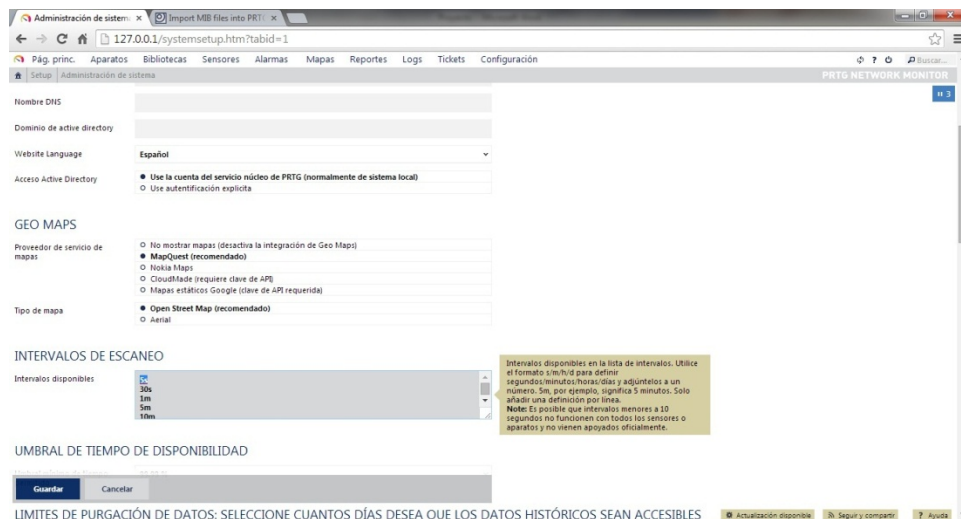 Administración de sistem
Import MIB files into PRTG
127.0.0.1/systemsetup.htm?tabid=1
Pág. princ. Aparatos Bibliotecas Sensores Alarmas Mapas Reportes Logs Tickets Configuración ? Buscar...
Setup Administración de sistema PRTG NETWORK MONITOR
3
Nombre DNS
Dominio de active directory
Website Language Español
Acceso Active Directory Use la cuenta del servicio núcleo de PRTG (normalmente de sistema local)
Use autentificación explicita
GEO MAPS
Proveedor de servicio de mapas
No mostrar mapas (desactiva la integración de Geo Maps)
MapQuest (recomendado)
Nokia Maps
CloudMade (requiere clave de API)
Mapas estáticos Google (clave de API requerida)
Tipo de mapa Open Street Map (recomendado)
Aerial
INTERVALOS DE ESCANEO
Intervalos disponibles
30s
1m
5m
10m
Intervalos disponibles en la lista de intervalos. Utilice
el formato s/m/h/d para definir
segundos/minutos/horas/días y adjúntelos a un
número. 5m, por ejemplo, significa 5 minutos. Solo
añadir una definición por línea.
Note: Es posible que intervalos menores a 10
segundos no funcionen con todos los sensores o
aparatos y no vienen apoyados oficialmente.
UMBRAL DE TIEMPO DE DISPONIBILIDAD
Guardar Cancelar
LIMITES DE PURGACIÓN DE DATOS: SELECCIONE CUANTOS DÍAS DESEA QUE LOS DATOS HISTÓRICOS SEAN ACCESIBLES
Actualización disponible Seguir y compartir ? Ayuda